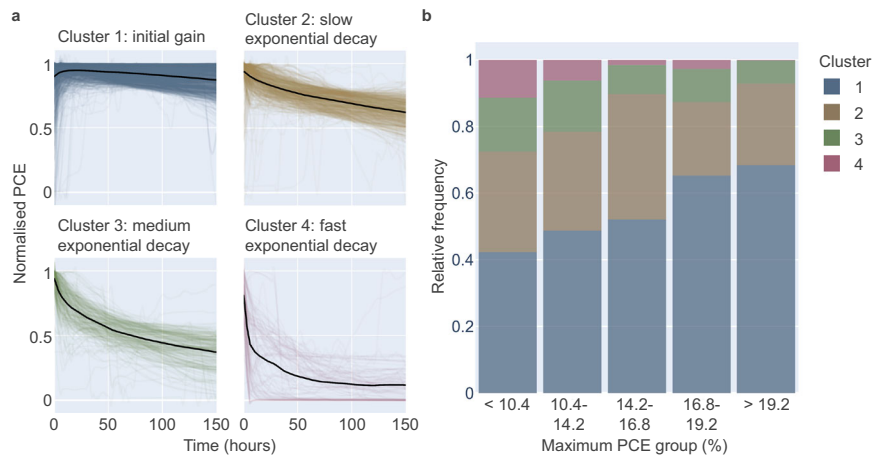 a
Cluster 1: initial gain
Cluster 2: slow
exponential decay
1
0.5
0
Cluster 3: medium
exponential decay
Cluster 4: fast
exponential decay
1
0.5
0
0 50 100 150
0 50 100 150
Normalised PCE
Time (hours)
b
1
0.8
0.6
0.4
0.2
0
Relative frequency
< 10.4
10.4-
14.2
14.2-
16.8
16.8-
19.2
> 19.2
Maximum PCE group (%)
Cluster
1
2
3
4